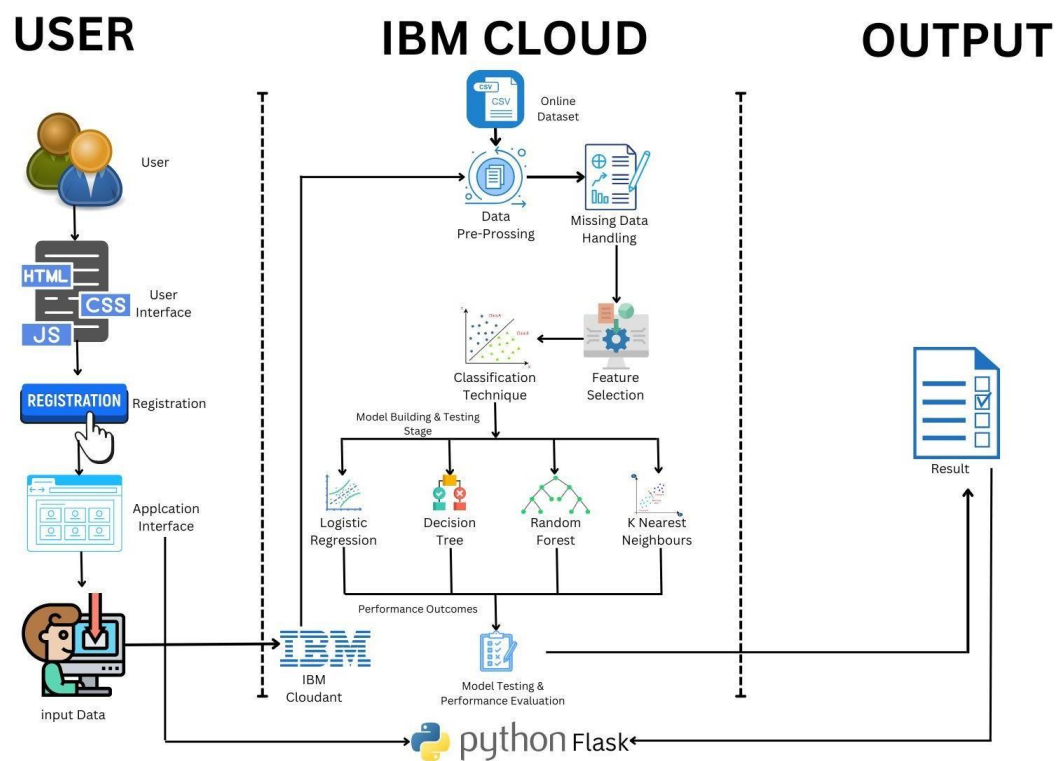 USER
IBM CLOUD
OUTPUT
CSV
CSV
Online
Dataset
User
Data
Pre-Prossing
Missing Data
Handling
HTML
CSS
JS
User
Interface
Classification
Technique
Feature
Selection
REGISTRATION
Registration
Model Building & Testing
Stage
Result
Applcation
Interface
Logistic
Regression
Decision
Tree
Random
Forest
K Nearest
Neighbours
Performance Outcomes
IBM
IBM
Cloudant
Model Testing &
Performance Evaluation
input Data
python Flask